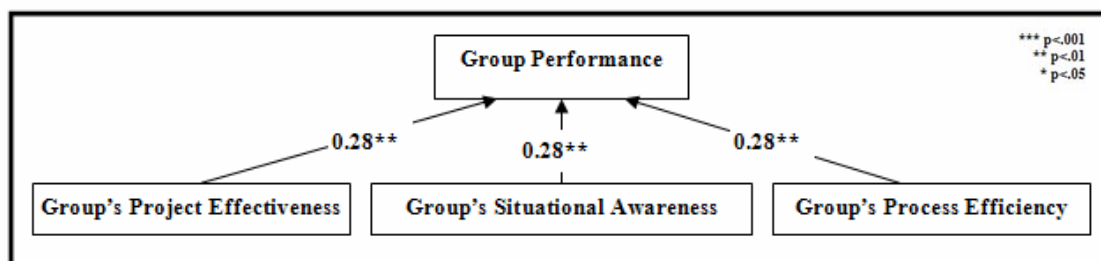 *** p<.001
** p<.01
* p<.05
Group Performance
0.28**
0.28**
0.28**
Group's Project Effectiveness
Group's Situational Awareness
Group's Process Efficiency